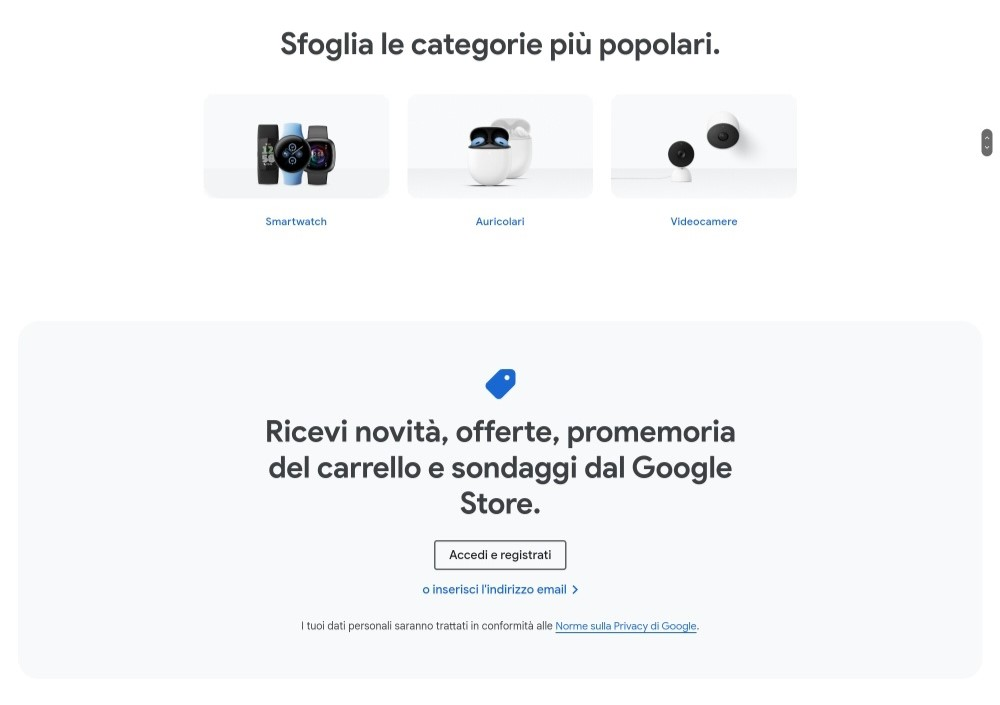 Sfoglia le categorie più popolari.
Smartwatch
Auricolari
Videocamere
Ricevi novità, offerte, promemoria
del carrello e sondaggi dal Google
Store.
Accedi e registrati
o inserisci l'indirizzo email
I tuoi dati personali saranno trattati in conformità alle Norme sulla Privacy di Google.